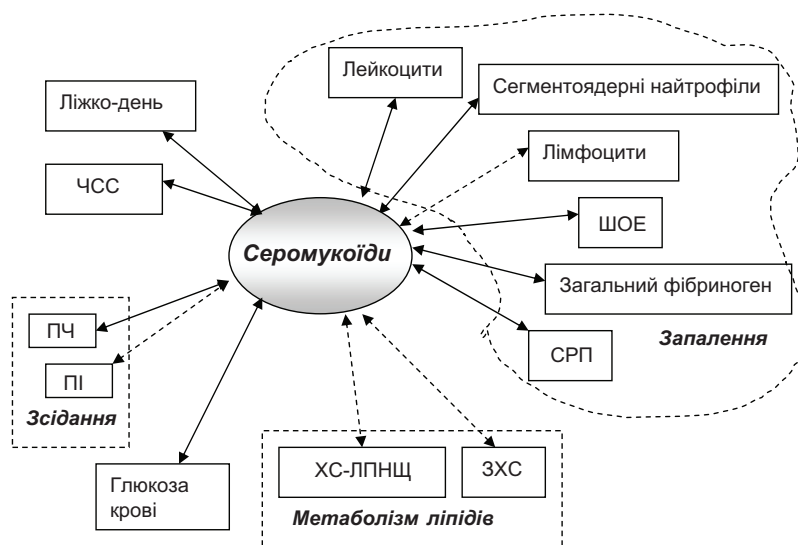 Лейкоцити
Сегментоядерні найтрофіли
Ліжко-день
Лімфоцити
ЧСС
ШОЕ
Серомукоїди
Загальний фібриноген
ПЧ
СРП
Запалення
ПІ
Зсідання
ХС-ЛПНЩ
ЗХС
Глюкоза
крові
Метаболізм ліпідів